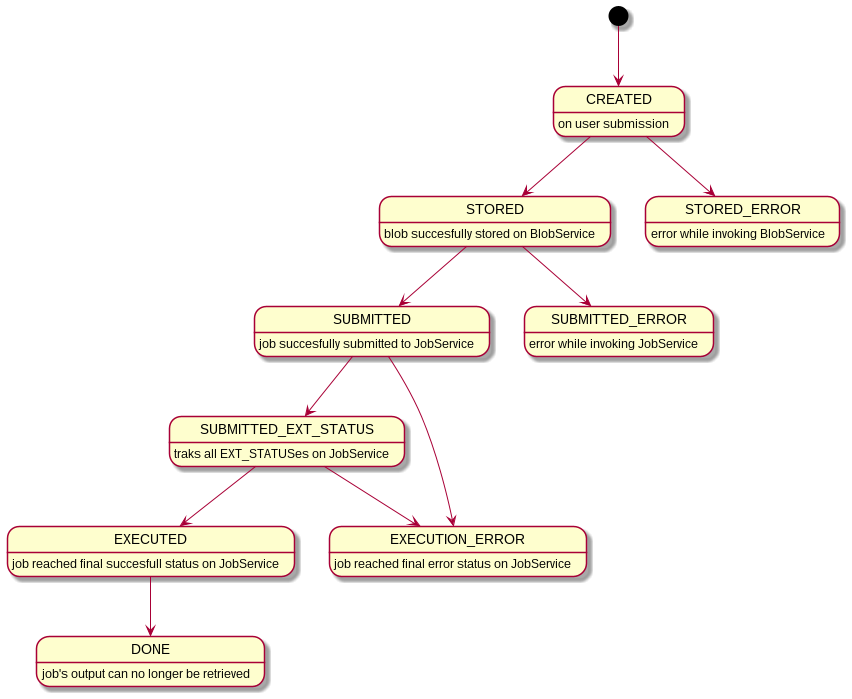 CREATED
on user submission
STORED
blob succesfully stored on BlobService
STORED_ERROR
error while invoking BlobService
SUBMITTED
job succesfully submitted to JobService
SUBMITTED_ERROR
error while invoking JobService
SUBMITTED_EXT_STATUS
traks all EXT_STATUSes on JobService
EXECUTED
job reached final succesfull status on JobService
EXECUTION_ERROR
job reached final error status on JobService
DONE
job's output can no longer be retrieved